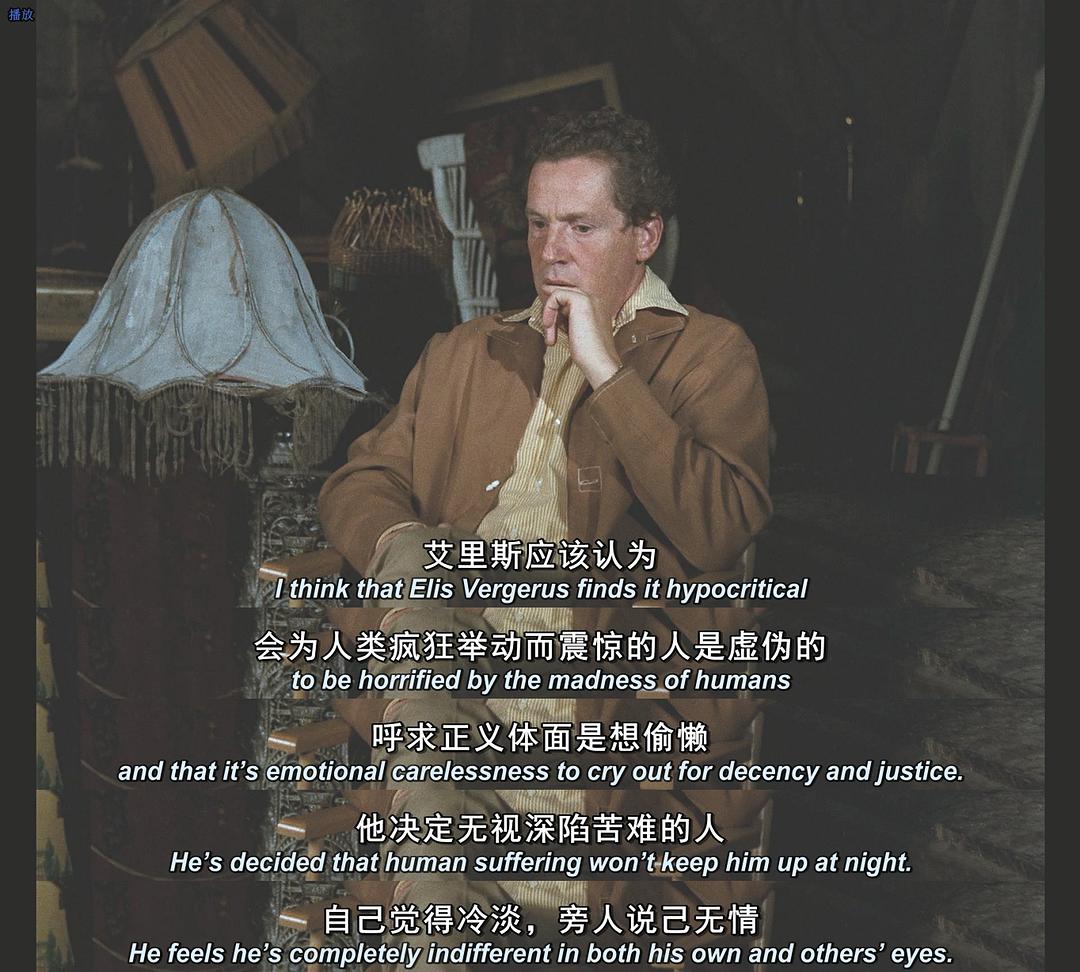 播放
艾里斯应该认为
I think that Elis Vergerus finds it hypocritical
会为人类疯狂举动而震惊的人是虚伪的
to be horrified by the madness of humans
呼求正义体面是想偷懒
and that it's emotional carelessness to cry out for decency and justice.
他决定无视深陷苦难的人
He's decided that human suffering won't keep him up at night.
自己觉得冷淡，旁人说己无情
He feels he's completely indifferent in both his own and others' eyes.